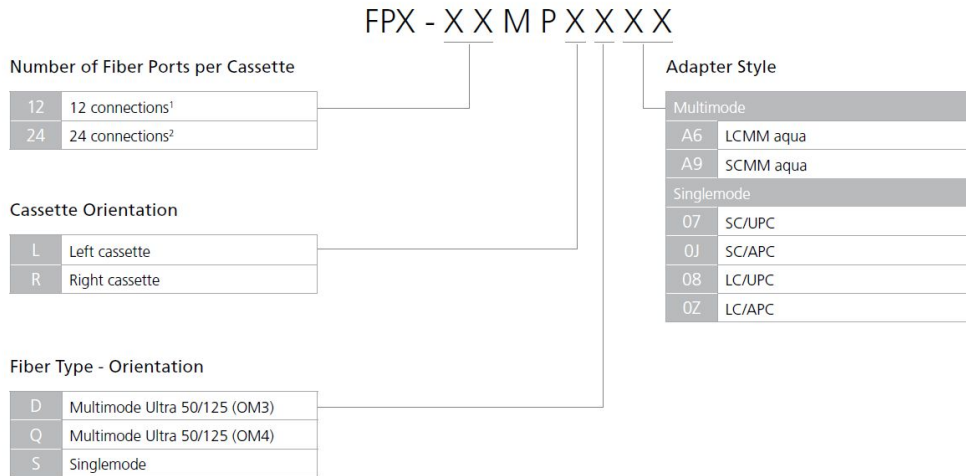 FPX - X X M P X X X X
Number of Fiber Ports per Cassette
12 12 connections¹
24 24 connections²
Cassette Orientation
L Left cassette
R Right cassette
Fiber Type - Orientation
D Multimode Ultra 50/125 (OM3)
Q Multimode Ultra 50/125 (OM4)
S Singlemode
Adapter Style
Multimode
A6 LCMM aqua
A9 SCMM aqua
Singlemode
07 SC/UPC
0J SC/APC
08 LC/UPC
0Z LC/APC